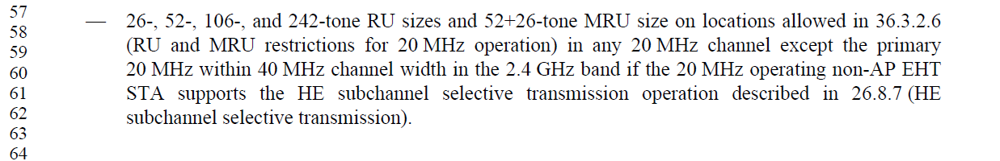 57
58
59
60
61
62
63
64
— 26-, 52-, 106-, and 242-tone RU sizes and 52+26-tone MRU size on locations allowed in 36.3.2.6
(RU and MRU restrictions for 20 MHz operation) in any 20 MHz channel except the primary
20 MHz within 40 MHz channel width in the 2.4 GHz band if the 20 MHz operating non-AP EHT
STA supports the HE subchannel selective transmission operation described in 26.8.7 (HE
subchannel selective transmission).